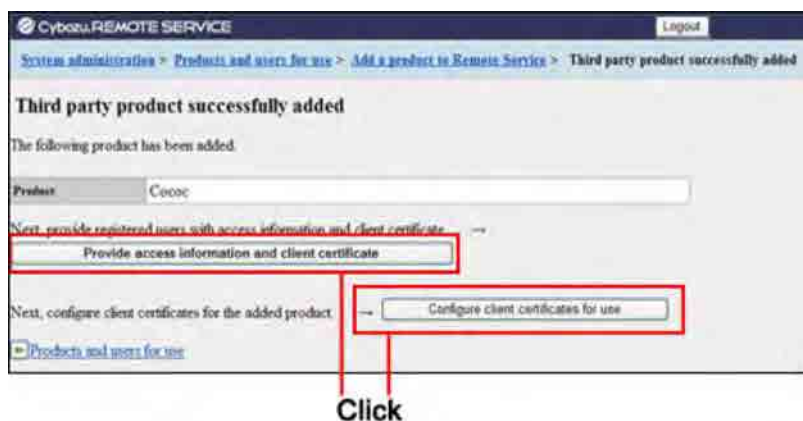 Cybozu.REMOTE SERVICE
Logout
System administration > Products and users for use > Add a product to Remote Service > Third party product successfully added
Third party product successfully added
The following product has been added.
Product Cococ
Next, provide registered users with access information and client certificate. →
Provide access information and client certificate
Next, configure client certificates for the added product. → Configure client certificates for use
Products and users for use
Click